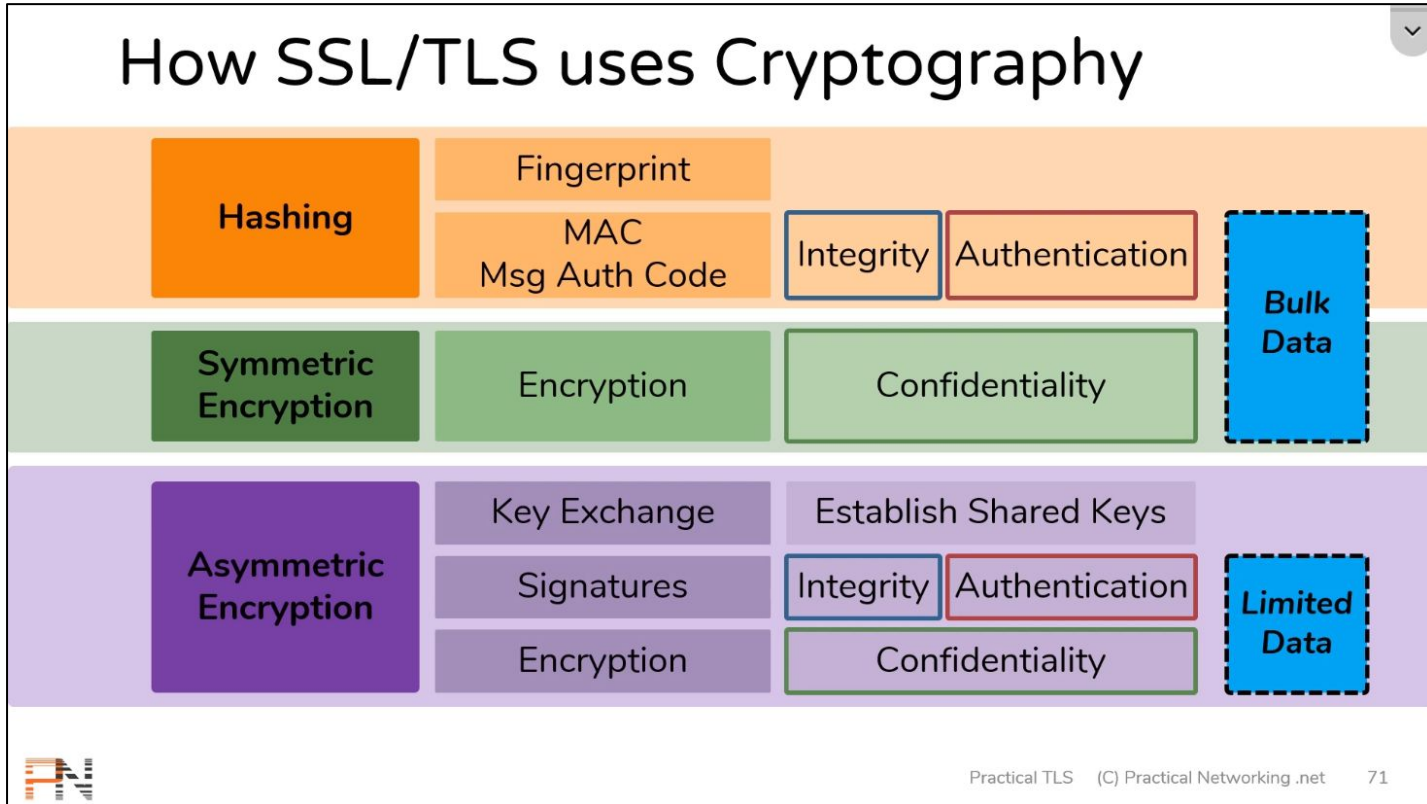 How SSL/TLS uses Cryptography
Hashing
Fingerprint
MAC
Msg Auth Code
Integrity
Authentication
Bulk
Data
Symmetric
Encryption
Encryption
Confidentiality
Asymmetric
Encryption
Key Exchange
Establish Shared Keys
Signatures
Integrity
Authentication
Encryption
Confidentiality
Limited
Data
PN
Practical TLS (C) Practical Networking .net 71